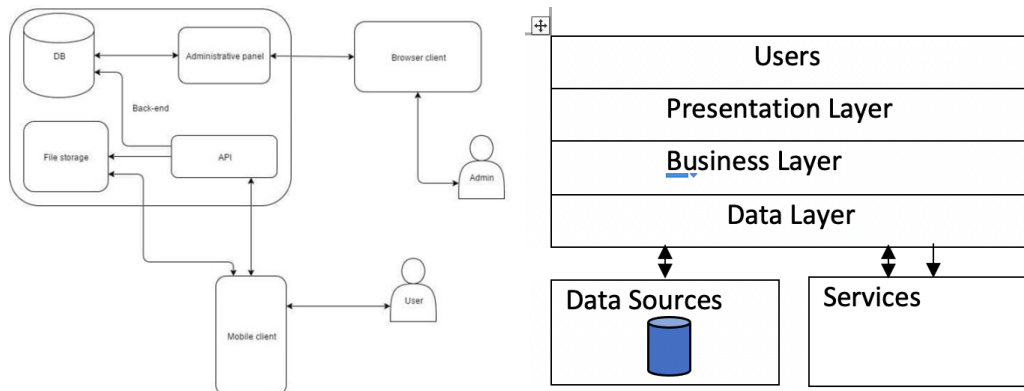 DB
Administrative panel
Browser client
Back-end
File storage
API
Admin
User
Mobile client
Users
Presentation Layer
Business Layer
Data Layer
Data Sources
Services